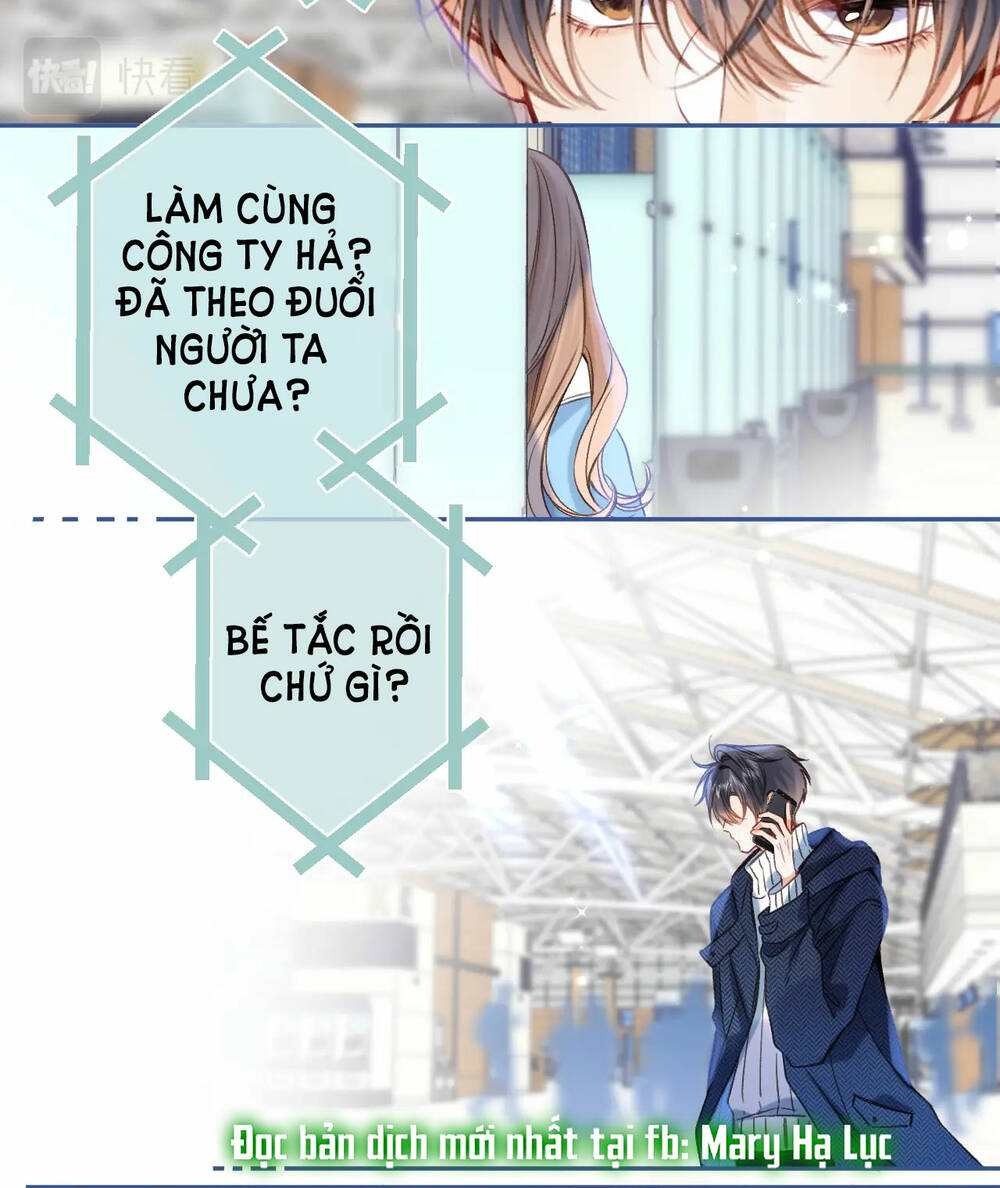 快看! 快看
LÀM CÙNG
CÔNG TY HẢ?
ĐÃ THEO ĐUỔI
NGƯỜI TA
CHƯA?
BẾ TẮC RỒI
CHỨ GÌ?
Đọc bản dịch mới nhất tại fb: Mary Hạ Lục